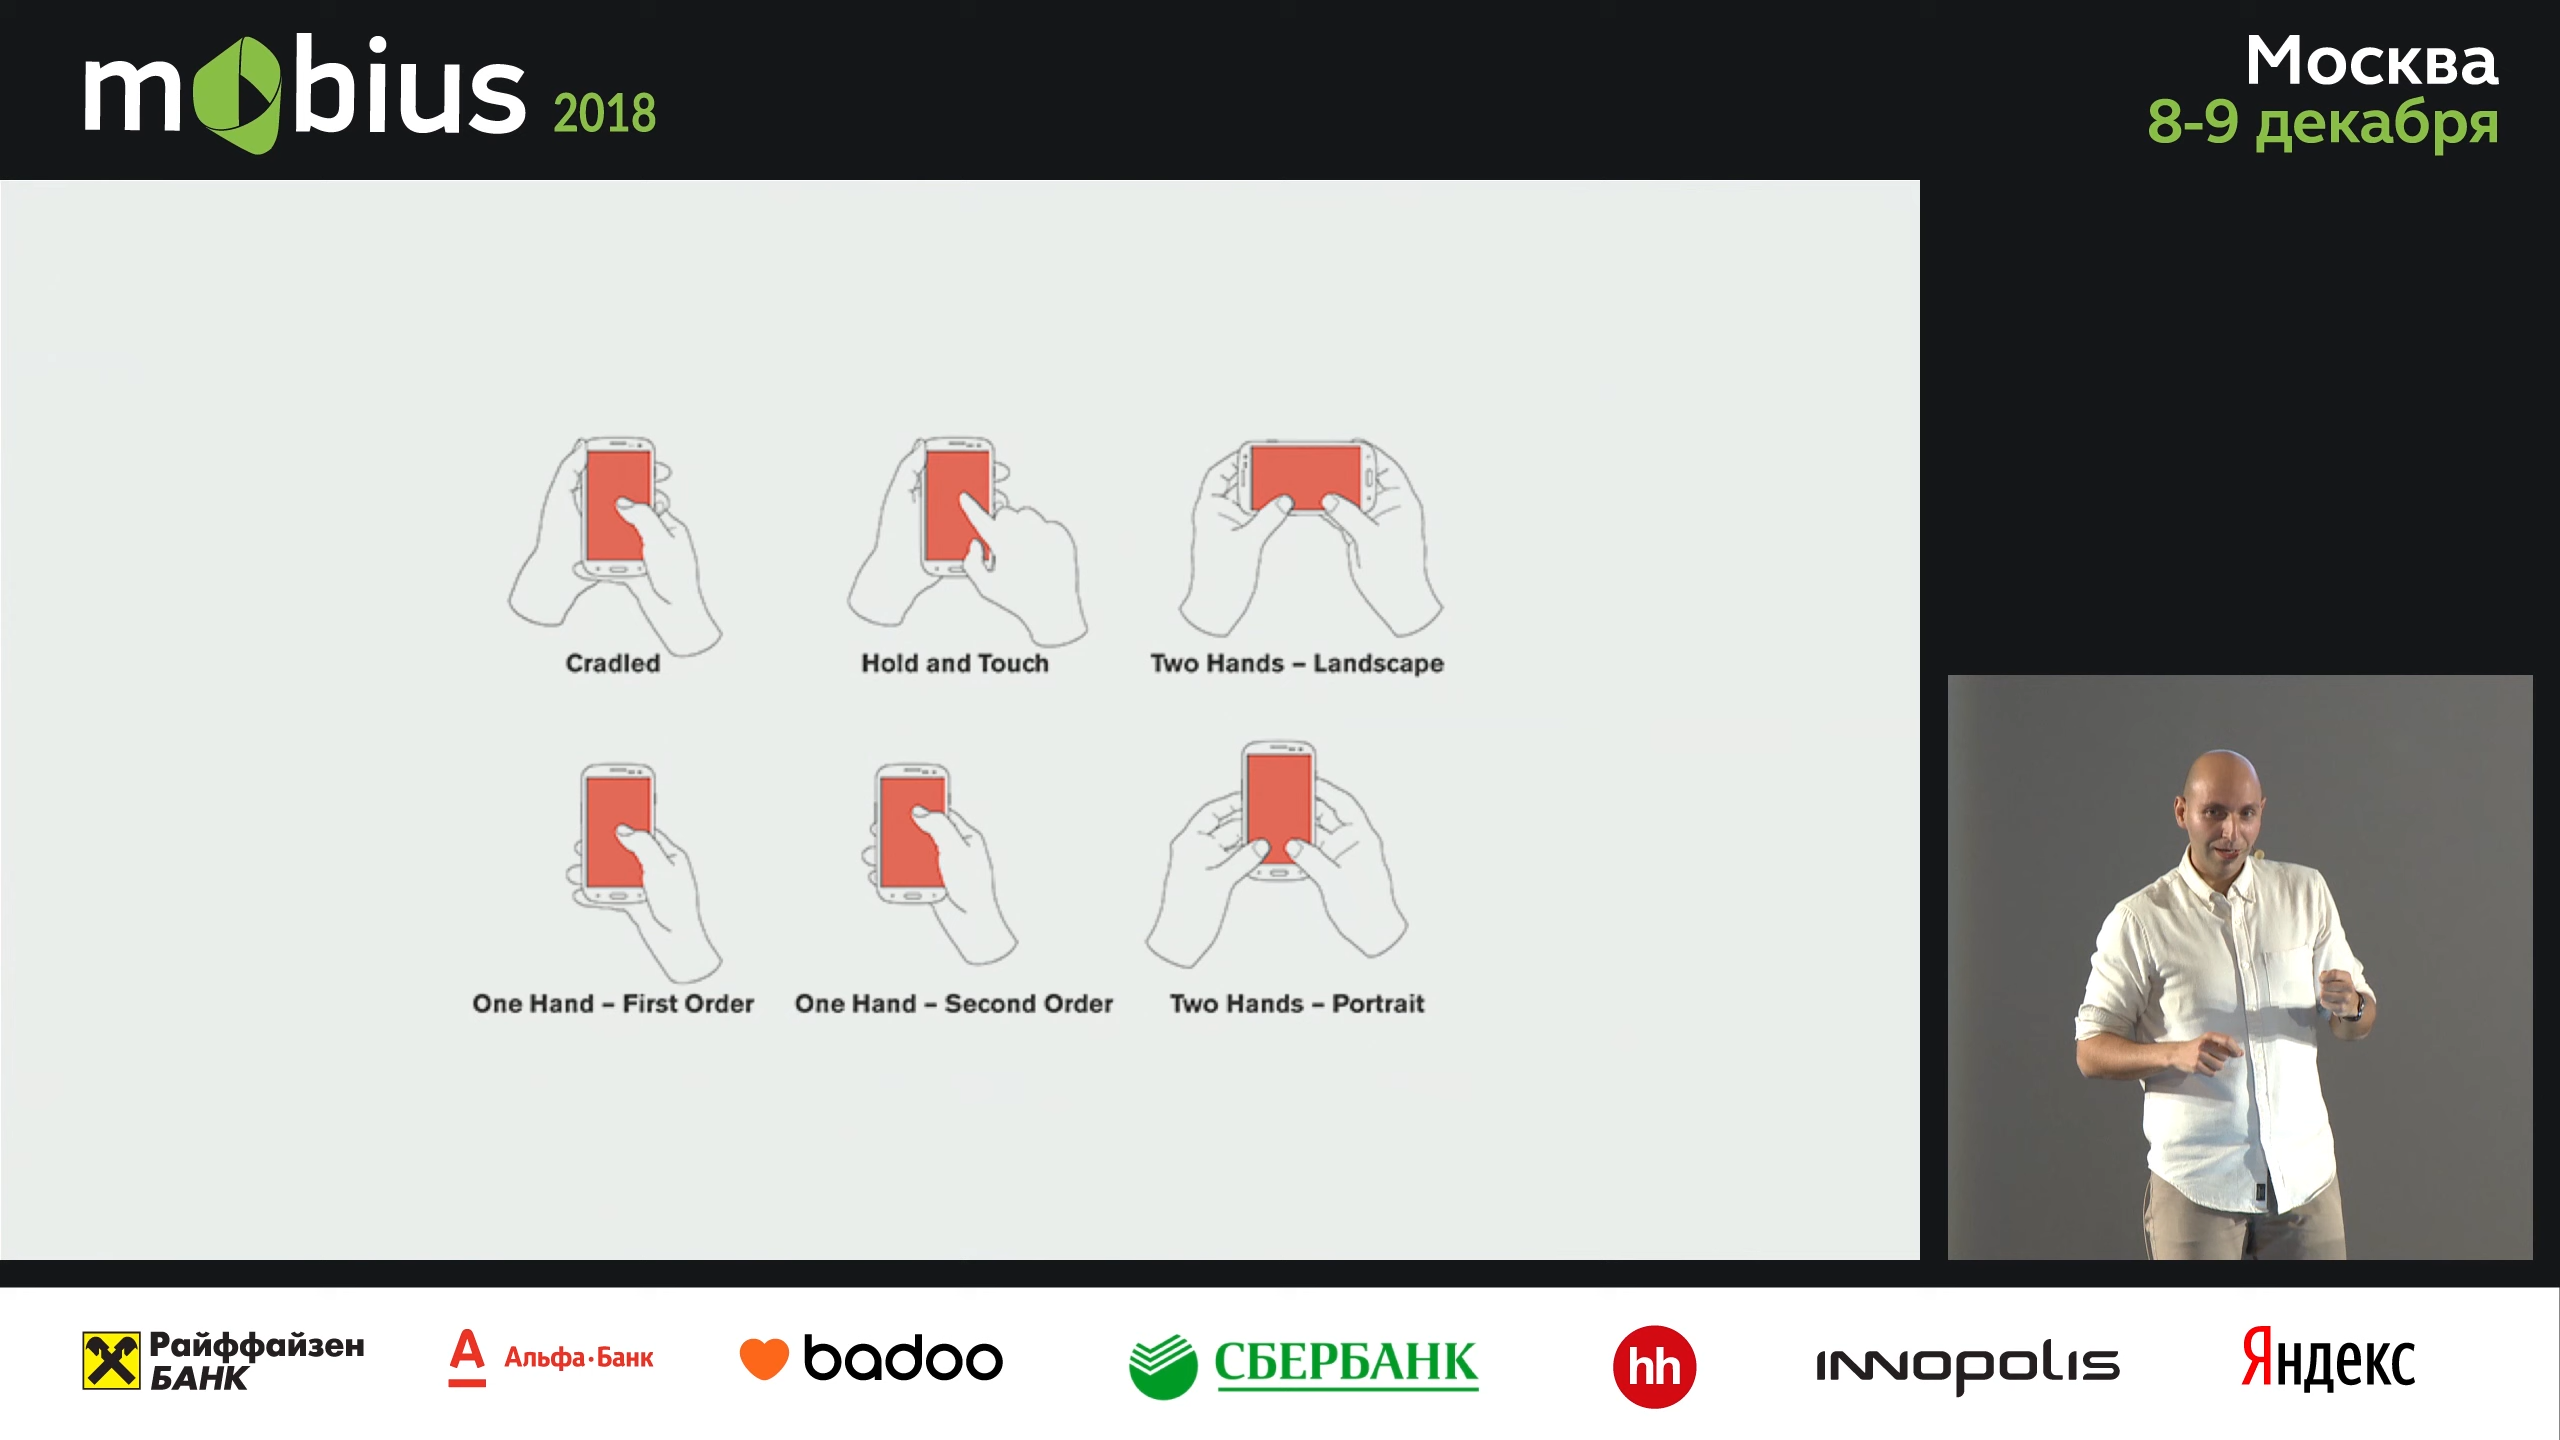 mobius 2018
Москва
8-9 декабря
Cradled
Hold and Touch
Two Hands – Landscape
One Hand – First Order
One Hand – Second Order
Two Hands – Portrait
Райффайзен
БАНК
Альфа·Банк
badoo
СБЕРБАНК
hh
INNOPOLIS
Яндекс